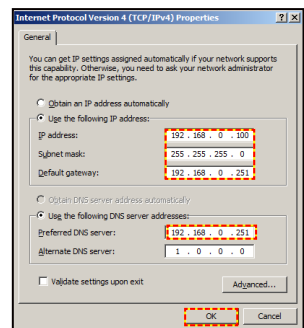 Internet Protocol Version 4 (TCP/IPv4) Properties ? X
General
You can get IP settings assigned automatically if your network supports
this capability. Otherwise, you need to ask your network administrator
for the appropriate IP settings.
Obtain an IP address automatically
Use the following IP address:
IP address: 192 . 168 . 0 . 100
Subnet mask: 255 . 255 . 255 . 0
Default gateway: 192 . 168 . 0 . 251
Obtain DNS server address automatically
Use the following DNS server addresses:
Preferred DNS server: 192 . 168 . 0 . 251
Alternate DNS server: 1 . 0 . 0 . 0
Validate settings upon exit Advanced...
OK Cancel